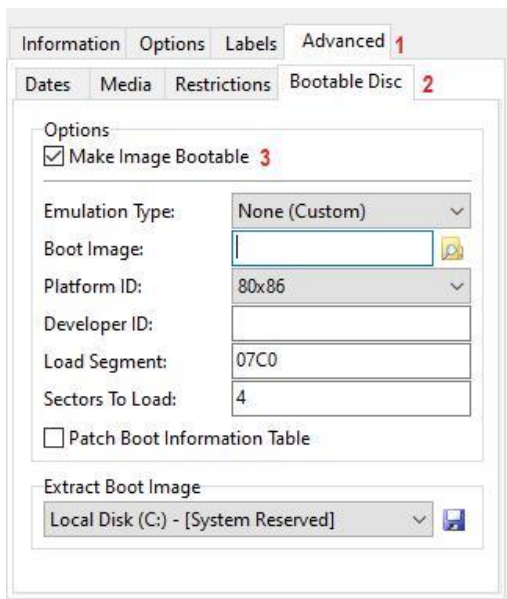 Information Options Labels Advanced 1
Dates Media Restrictions Bootable Disc 2
Options
Make Image Bootable 3
Emulation Type: None (Custom)
Boot Image:
Platform ID: 80x86
Developer ID:
Load Segment: 07C0
Sectors To Load: 4
Patch Boot Information Table
Extract Boot Image
Local Disk (C:) - [System Reserved]